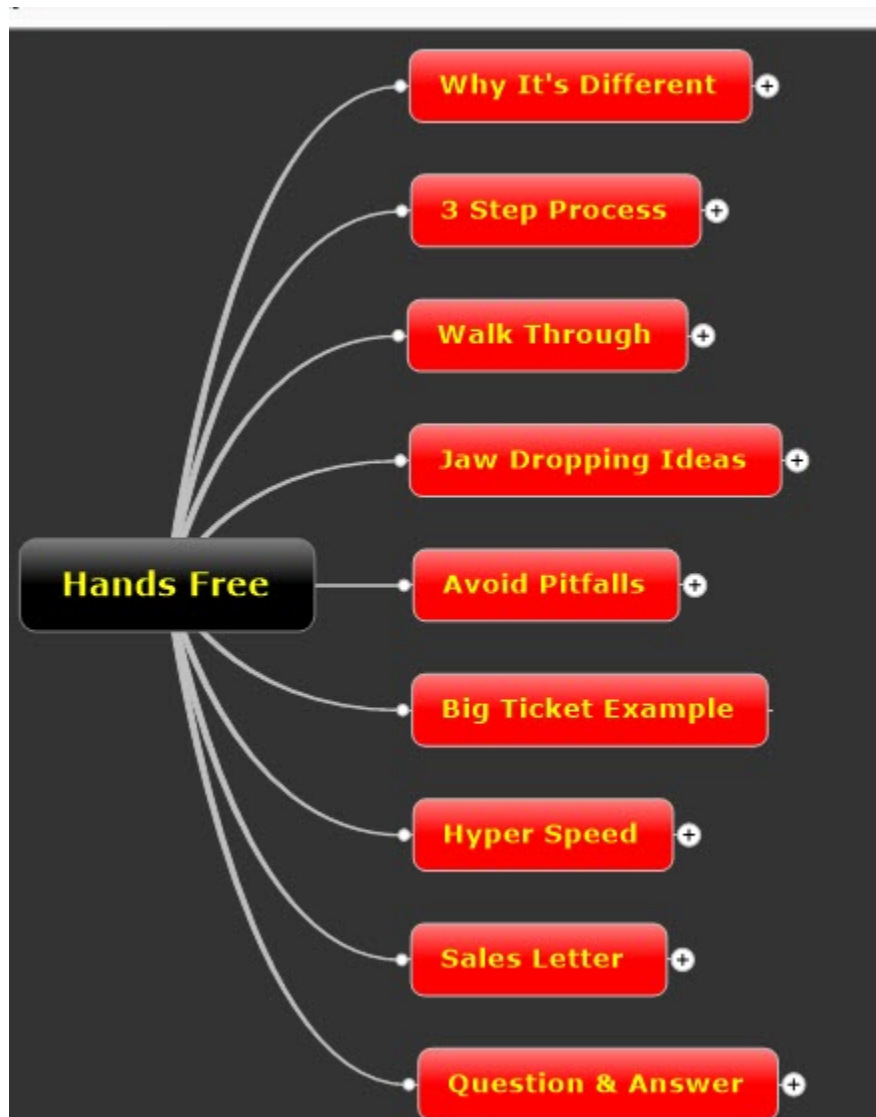 Why It's Different
3 Step Process
Walk Through
Jaw Dropping Ideas
Hands Free
Avoid Pitfalls
Big Ticket Example
Hyper Speed
Sales Letter
Question & Answer